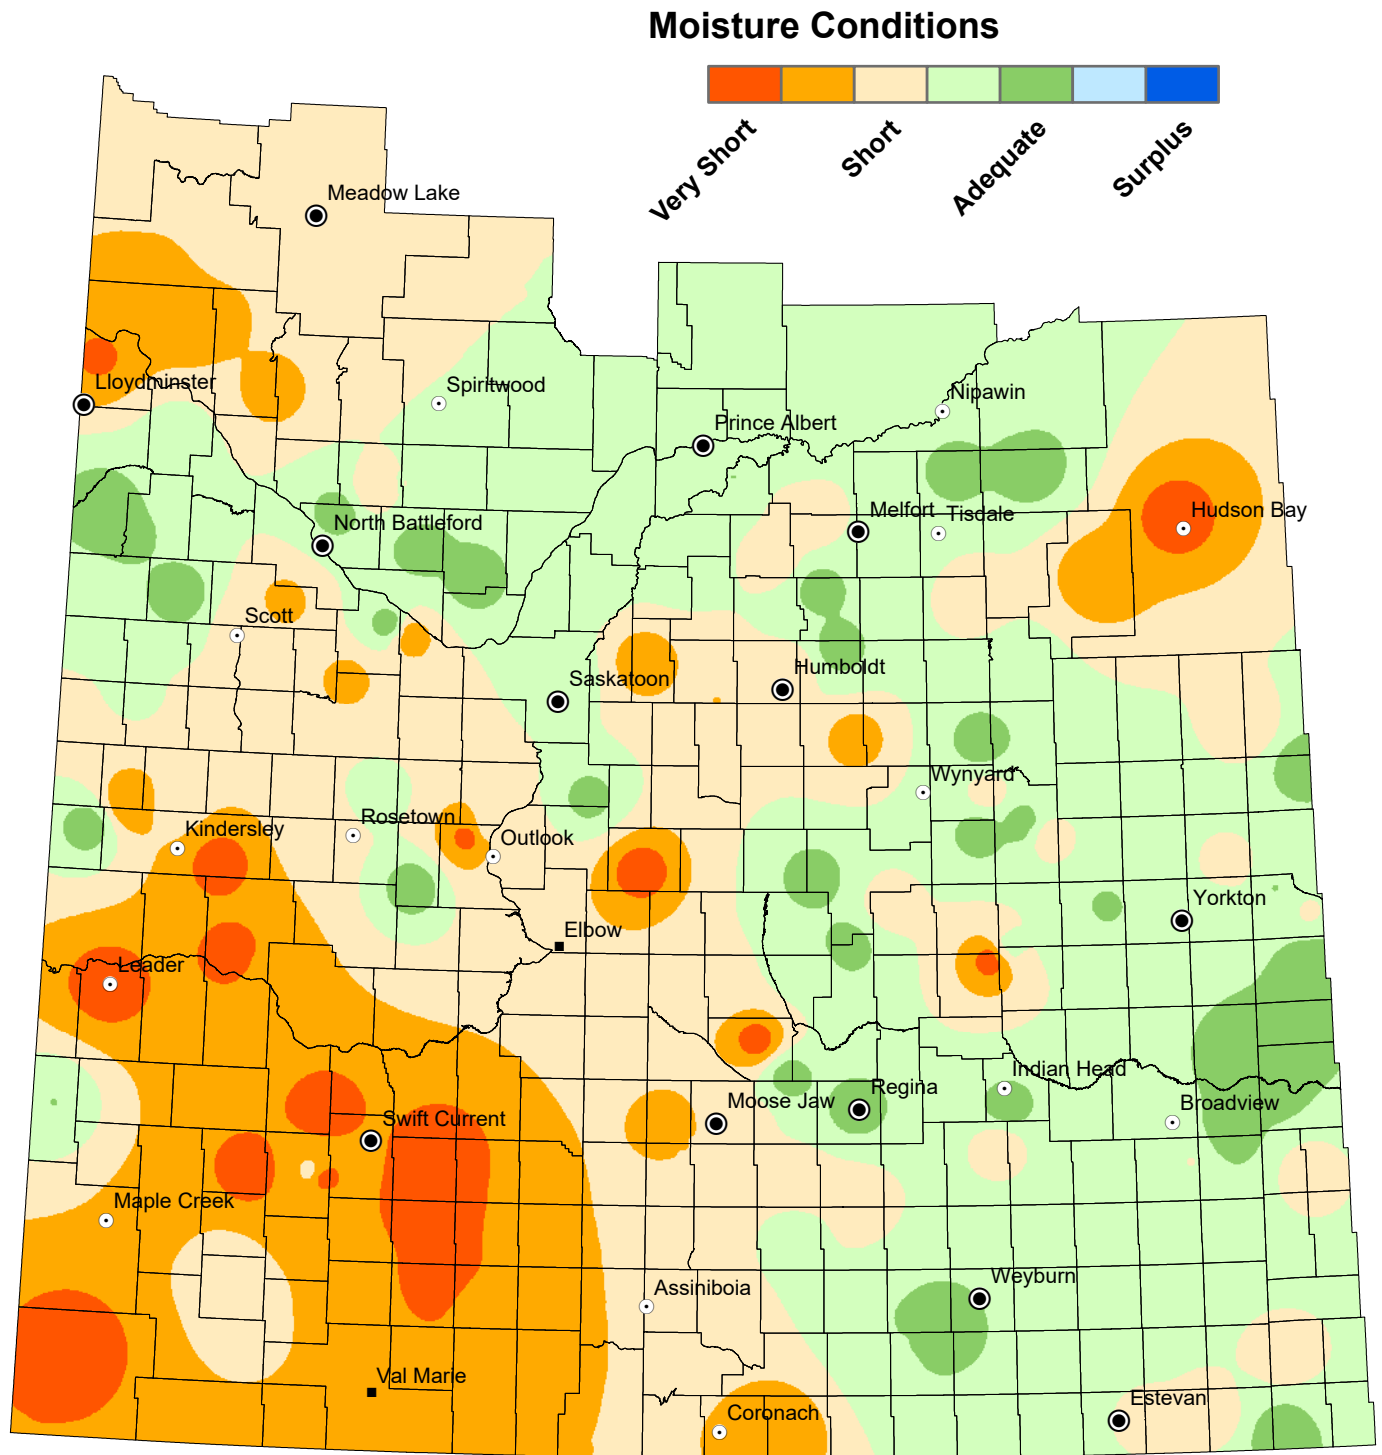 Moisture Conditions
Very Short
Short
Adequate
Surplus
Meadow Lake
Lloydminster
Spiritwood
Nipawin
Prince Albert
Melfort
Tisdale
Hudson Bay
North Battleford
Scott
Saskatoon
Humboldt
Wynyard
Kindersley
Rosetown
Outlook
Yorkton
Elbow
Leader
Indian Head
Regina
Moose Jaw
Broadview
Swift Current
Maple Creek
Weyburn
Assiniboia
Val Marie
Estevan
Coronach